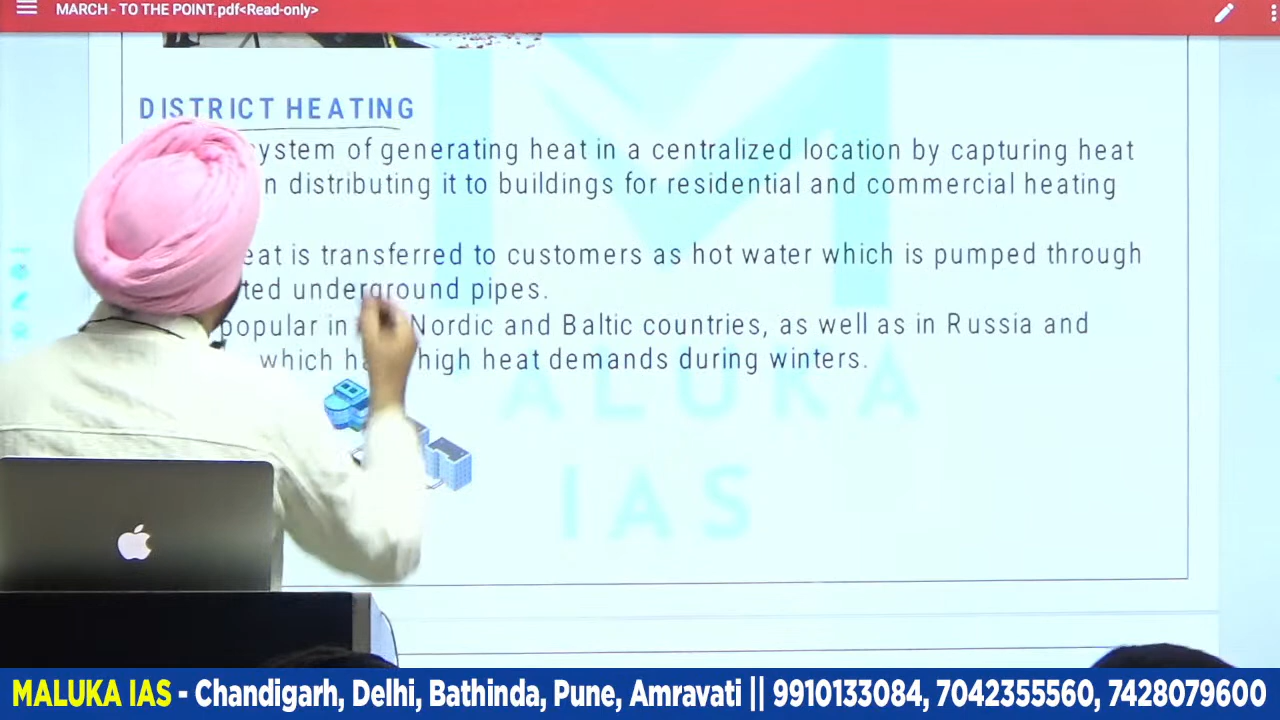 MARCH - TO THE POINT.pdf<Read-only>
DISTRICT HEATING
system of generating heat in a centralized location by capturing heat
distributing it to buildings for residential and commercial heating
is transferred to customers as hot water which is pumped through
underground pipes.
popular in Nordic and Baltic countries, as well as in Russia and
which high heat demands during winters.
MALUKA
IAS
MALUKA IAS - Chandigarh, Delhi, Bathinda, Pune, Amravati || 9910133084, 7042355560, 7428079600